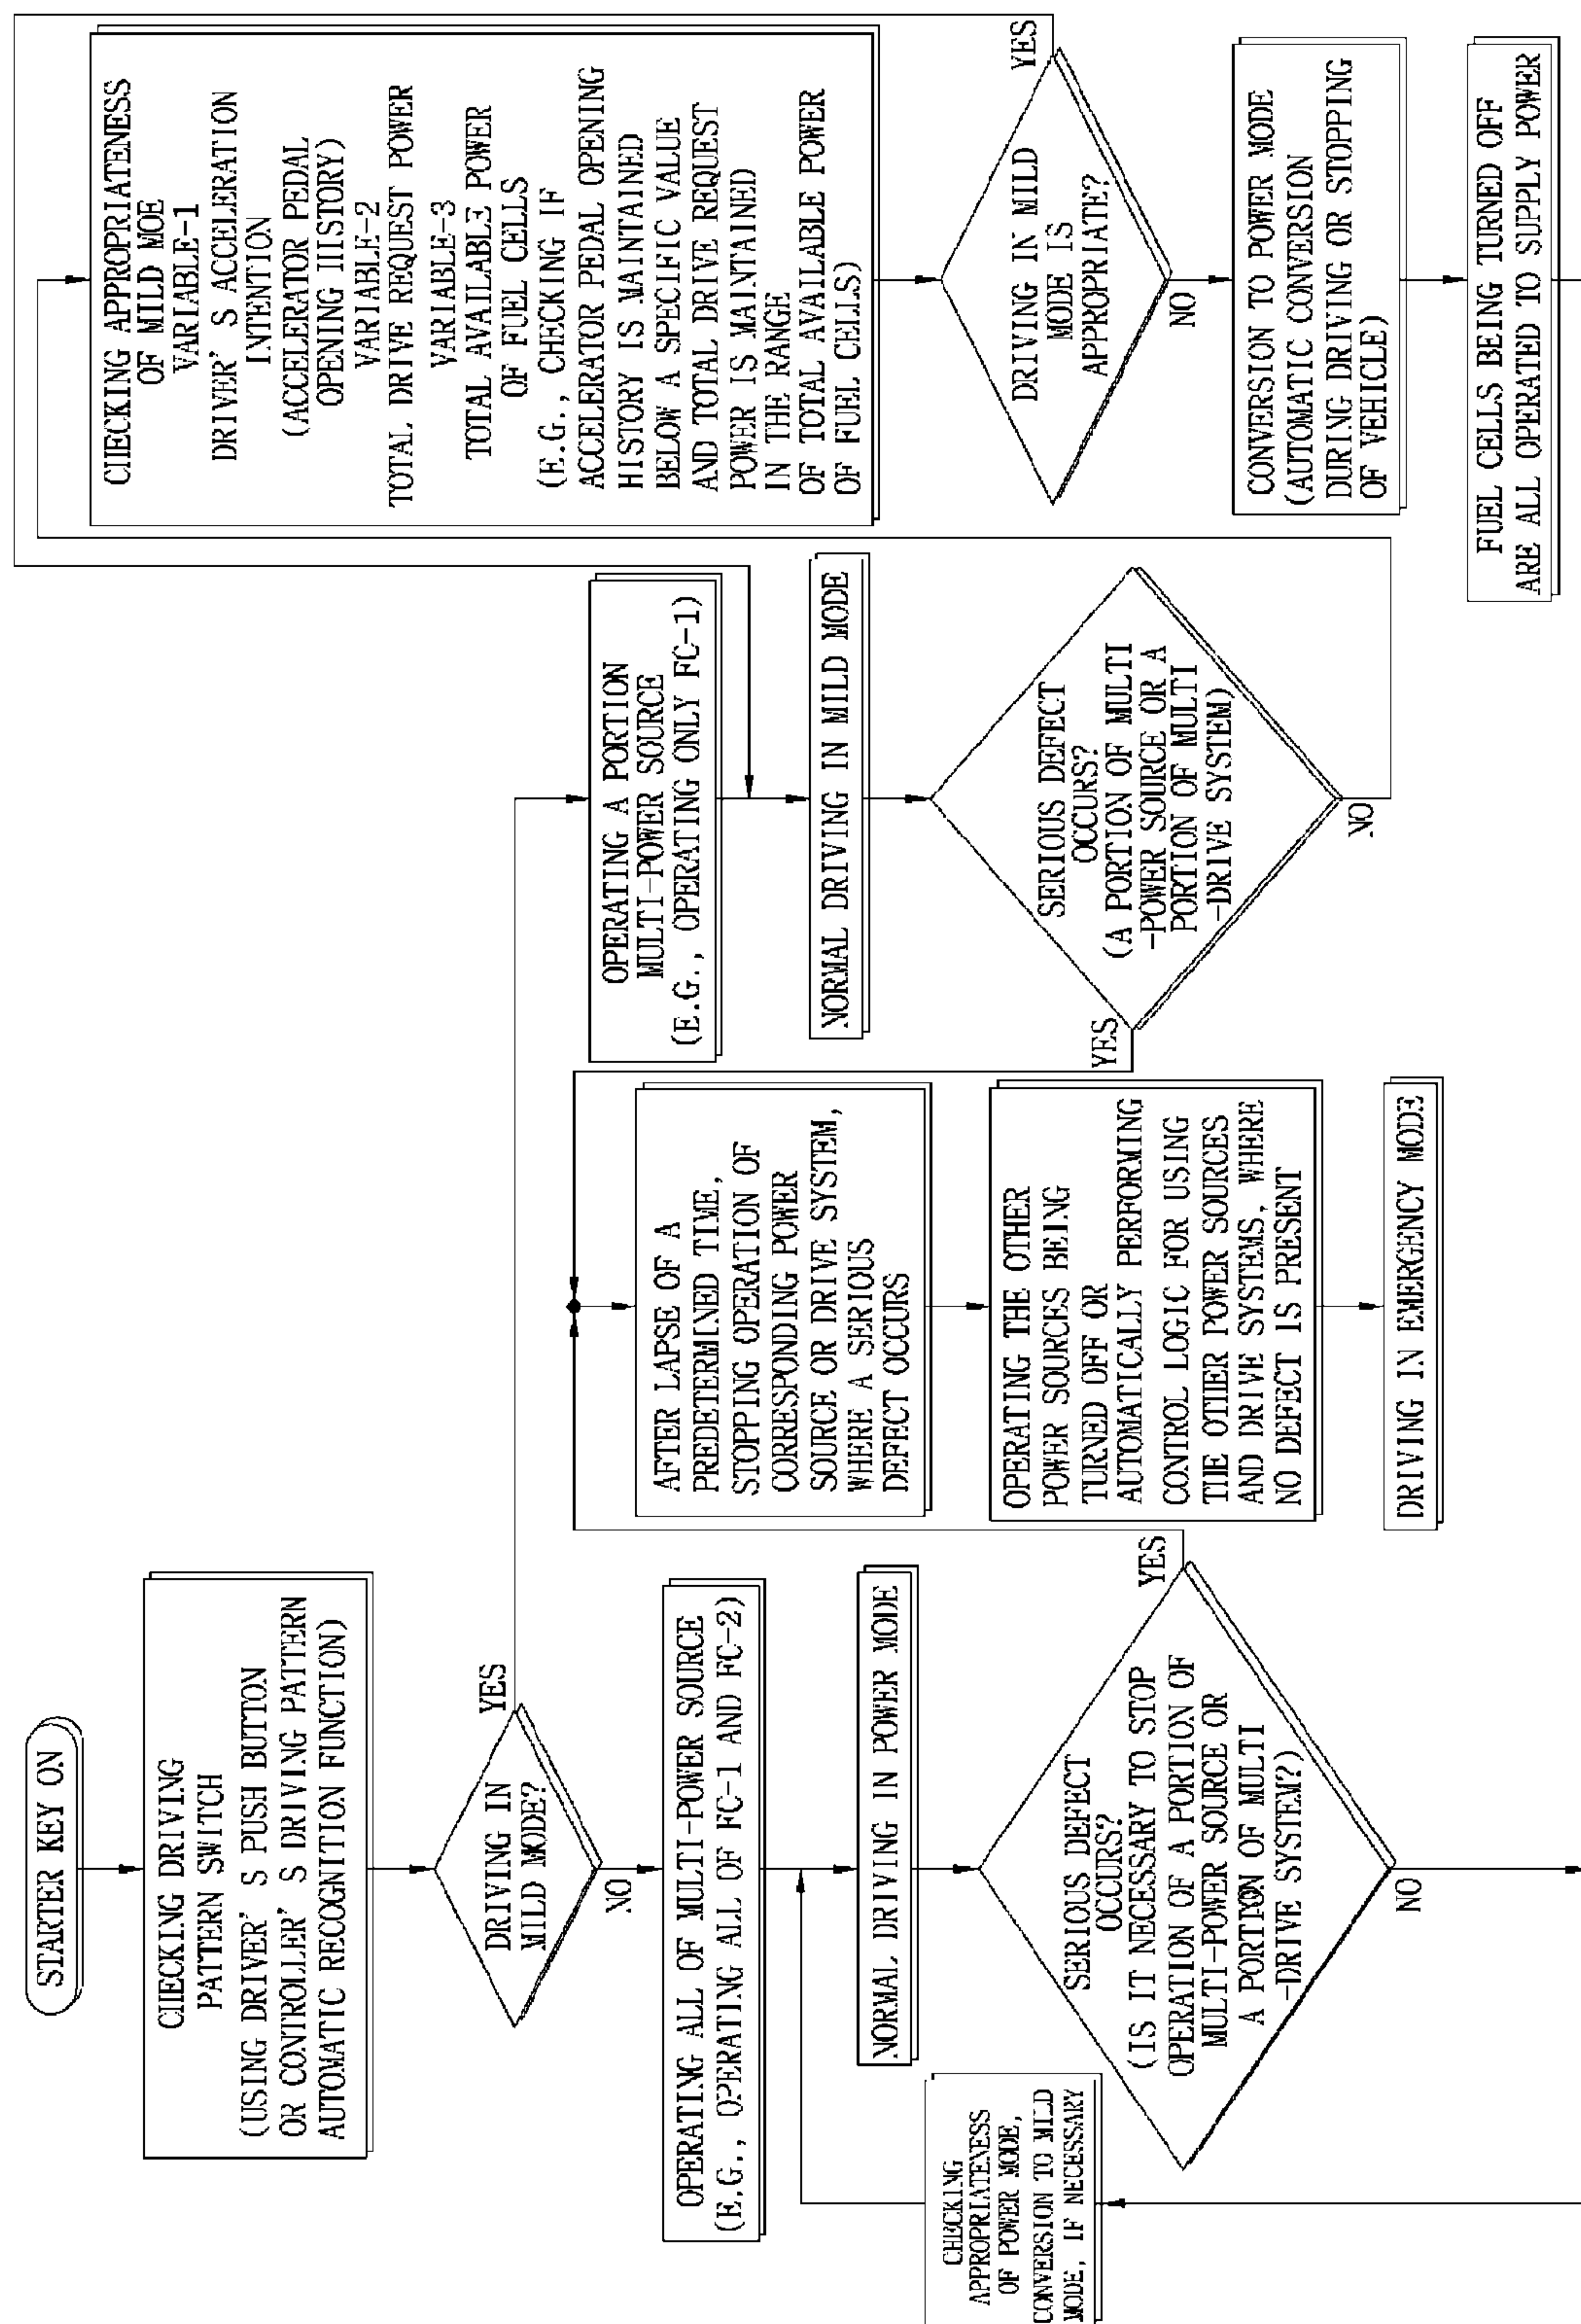 STARTER KEY ON
CHECKING DRIVING
PATTERN SWITCH
(USING DRIVER' S PUSH BUTTON
OR CONTROLLER' S DRIVING PATTERN
AUTOMATIC RECOGNITION FUNCTION)
DRIVING IN
MILD MODE?
YES
NO
OPERATING ALL OF MULTI-POWER SOURCE
(E.G., OPERATING ALL OF FC-1 AND FC-2)
NORMAL DRIVING IN POWER MODE
SERIOUS DEFECT
OCCURS?
(IS IT NECESSARY TO STOP
OPERATION OF A PORTION OF
MULTI-POWER SOURCE OR
A PORTION OF MULTI
-DRIVE SYSTEM?)
YES
NO
CHECKING
APPROPRIATENESS
OF POWER MODE,
CONVERSION TO MILD
MODE, IF NECESSARY
AFTER LAPSE OF A
PREDETERMINED TIME,
STOPPING OPERATION OF
CORRESPONDING POWER
SOURCE OR DRIVE SYSTEM,
WHERE A SERIOUS
DEFECT OCCURS
OPERATING THE OTHER
POWER SOURCES BEING
TURNED OFF OR
AUTOMATICALLY PERFORMING
CONTROL LOGIC FOR USING
THE OTHER POWER SOURCES
AND DRIVE SYSTEMS, WHERE
NO DEFECT IS PRESENT
DRIVING IN EMERGENCY MODE
OPERATING A PORTION
MULTI-POWER SOURCE
(E.G., OPERATING ONLY FC-1)
NORMAL DRIVING IN MILD MODE
SERIOUS DEFECT
OCCURS?
(A PORTION OF MULTI
-POWER SOURCE OR A
PORTION OF MULTI
-DRIVE SYSTEM)
YES
NO
CHECKING APPROPRIATENESS
OF MILD MOE
VARIABLE-1
DRIVER' S ACCELERATION
INTENTION
(ACCELERATOR PEDAL
OPENING HISTORY)
VARIABLE-2
TOTAL DRIVE REQUEST POWER
VARIABLE-3
TOTAL AVAILABLE POWER
OF FUEL CELLS
(E.G., CHECKING IF
ACCELERATOR PEDAL OPENING
HISTORY IS MAINTAINED
BELOW A SPECIFIC VALUE
AND TOTAL DRIVE REQUEST
POWER IS MAINTAINED
IN THE RANGE
OF TOTAL AVAILABLE POWER
OF FUEL CELLS)
DRIVING IN MILD
MODE IS
APPROPRIATE?
YES
NO
CONVERSION TO POWER MODE
(AUTOMATIC CONVERSION
DURING DRIVING OR STOPPING
OF VEHICLE)
FUEL CELLS BEING TURNED OFF
ARE ALL OPERATED TO SUPPLY POWER